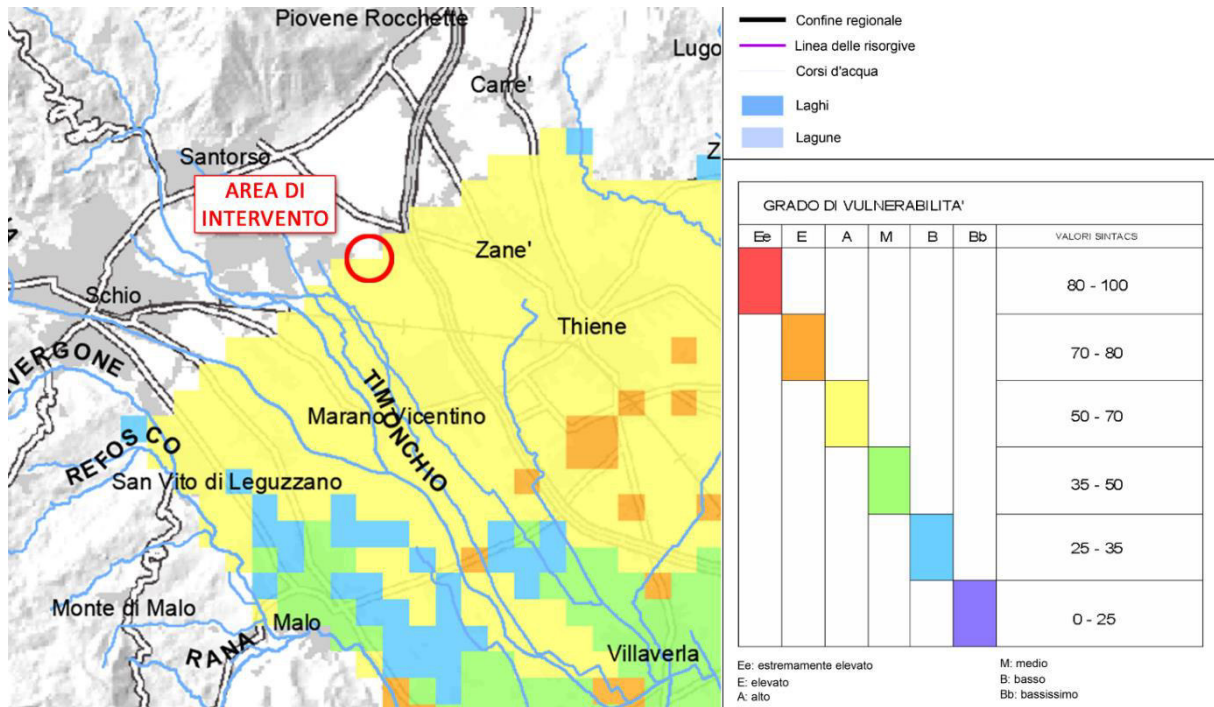 Piovene Rocchette
Lugo
Carre'
Santorso
Z
AREA DI
INTERVENTO
Zane'
Schio
Thiene
VERGONE
TIMONCHIO
Marano Vicentino
REFOSCO
San Vito di Leguzzano
Monte di Malo
Malo
RANA
Villaverla
Confine regionale
Linea delle risorgive
Corsi d'acqua
Laghi
Lagune
GRADO DI VULNERABILITA'
Ee E A M B Bb VALORI SINTACS
80 - 100
70 - 80
50 - 70
35 - 50
25 - 35
0 - 25
Ee: estremamente elevato
E: elevato
A: alto
M: medio
B: basso
Bb: bassissimo